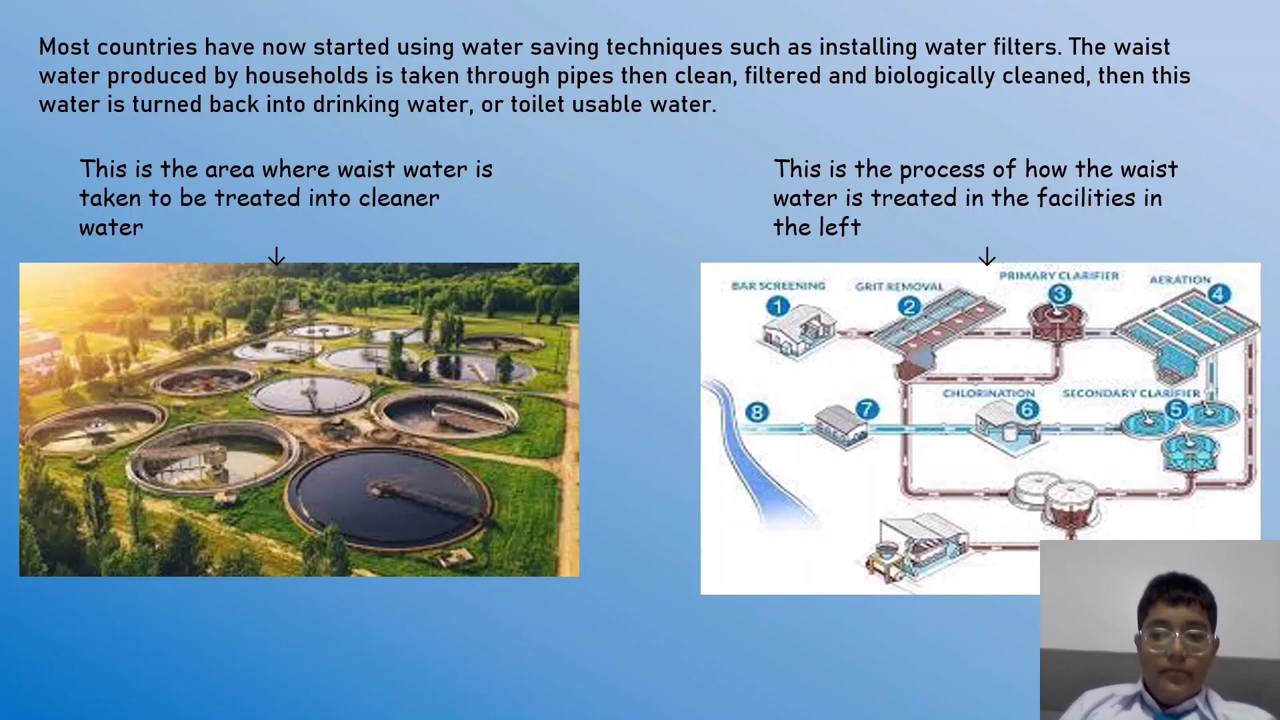 Most countries have now started using water saving techniques such as installing water filters. The waist
water produced by households is taken through pipes then clean, filtered and biologically cleaned, then this
water is turned back into drinking water, or toilet usable water.
This is the area where waist water is
taken to be treated into cleaner
water
This is the process of how the waist
water is treated in the facilities in
the left
BAR SCREENING
1
GRIT REMOVAL
2
PRIMARY CLARIFIER
3
AERATION
4
CHLORINATION
SECONDARY CLARIFIER
8
7
6
5